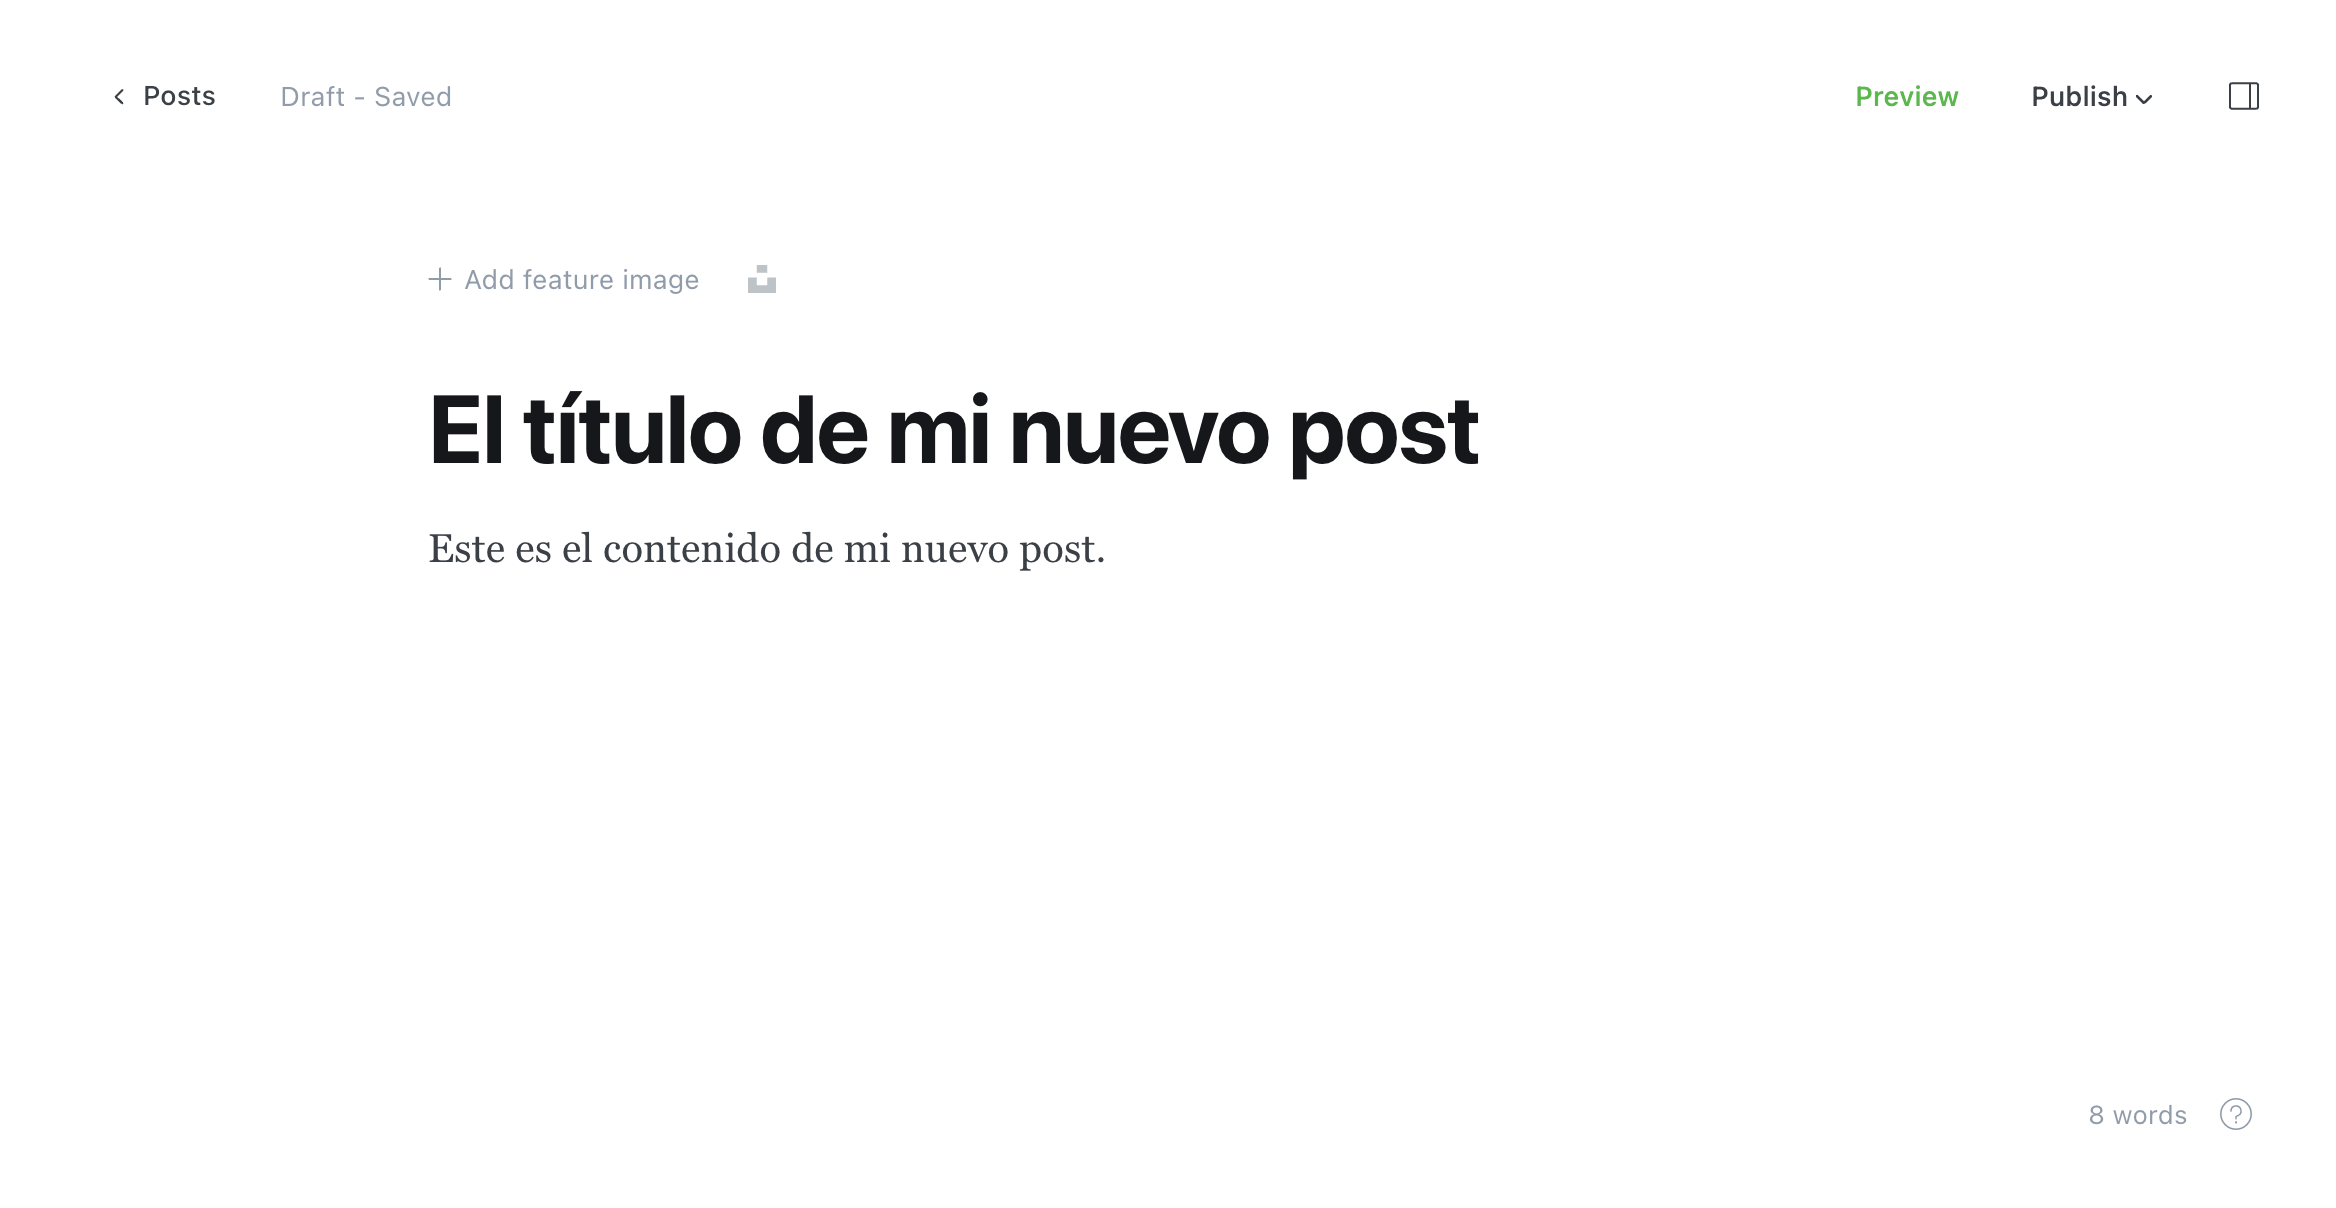 Posts
Draft - Saved
Preview
Publish
Add feature image
El título de mi nuevo post
Este es el contenido de mi nuevo post.
8 words
?